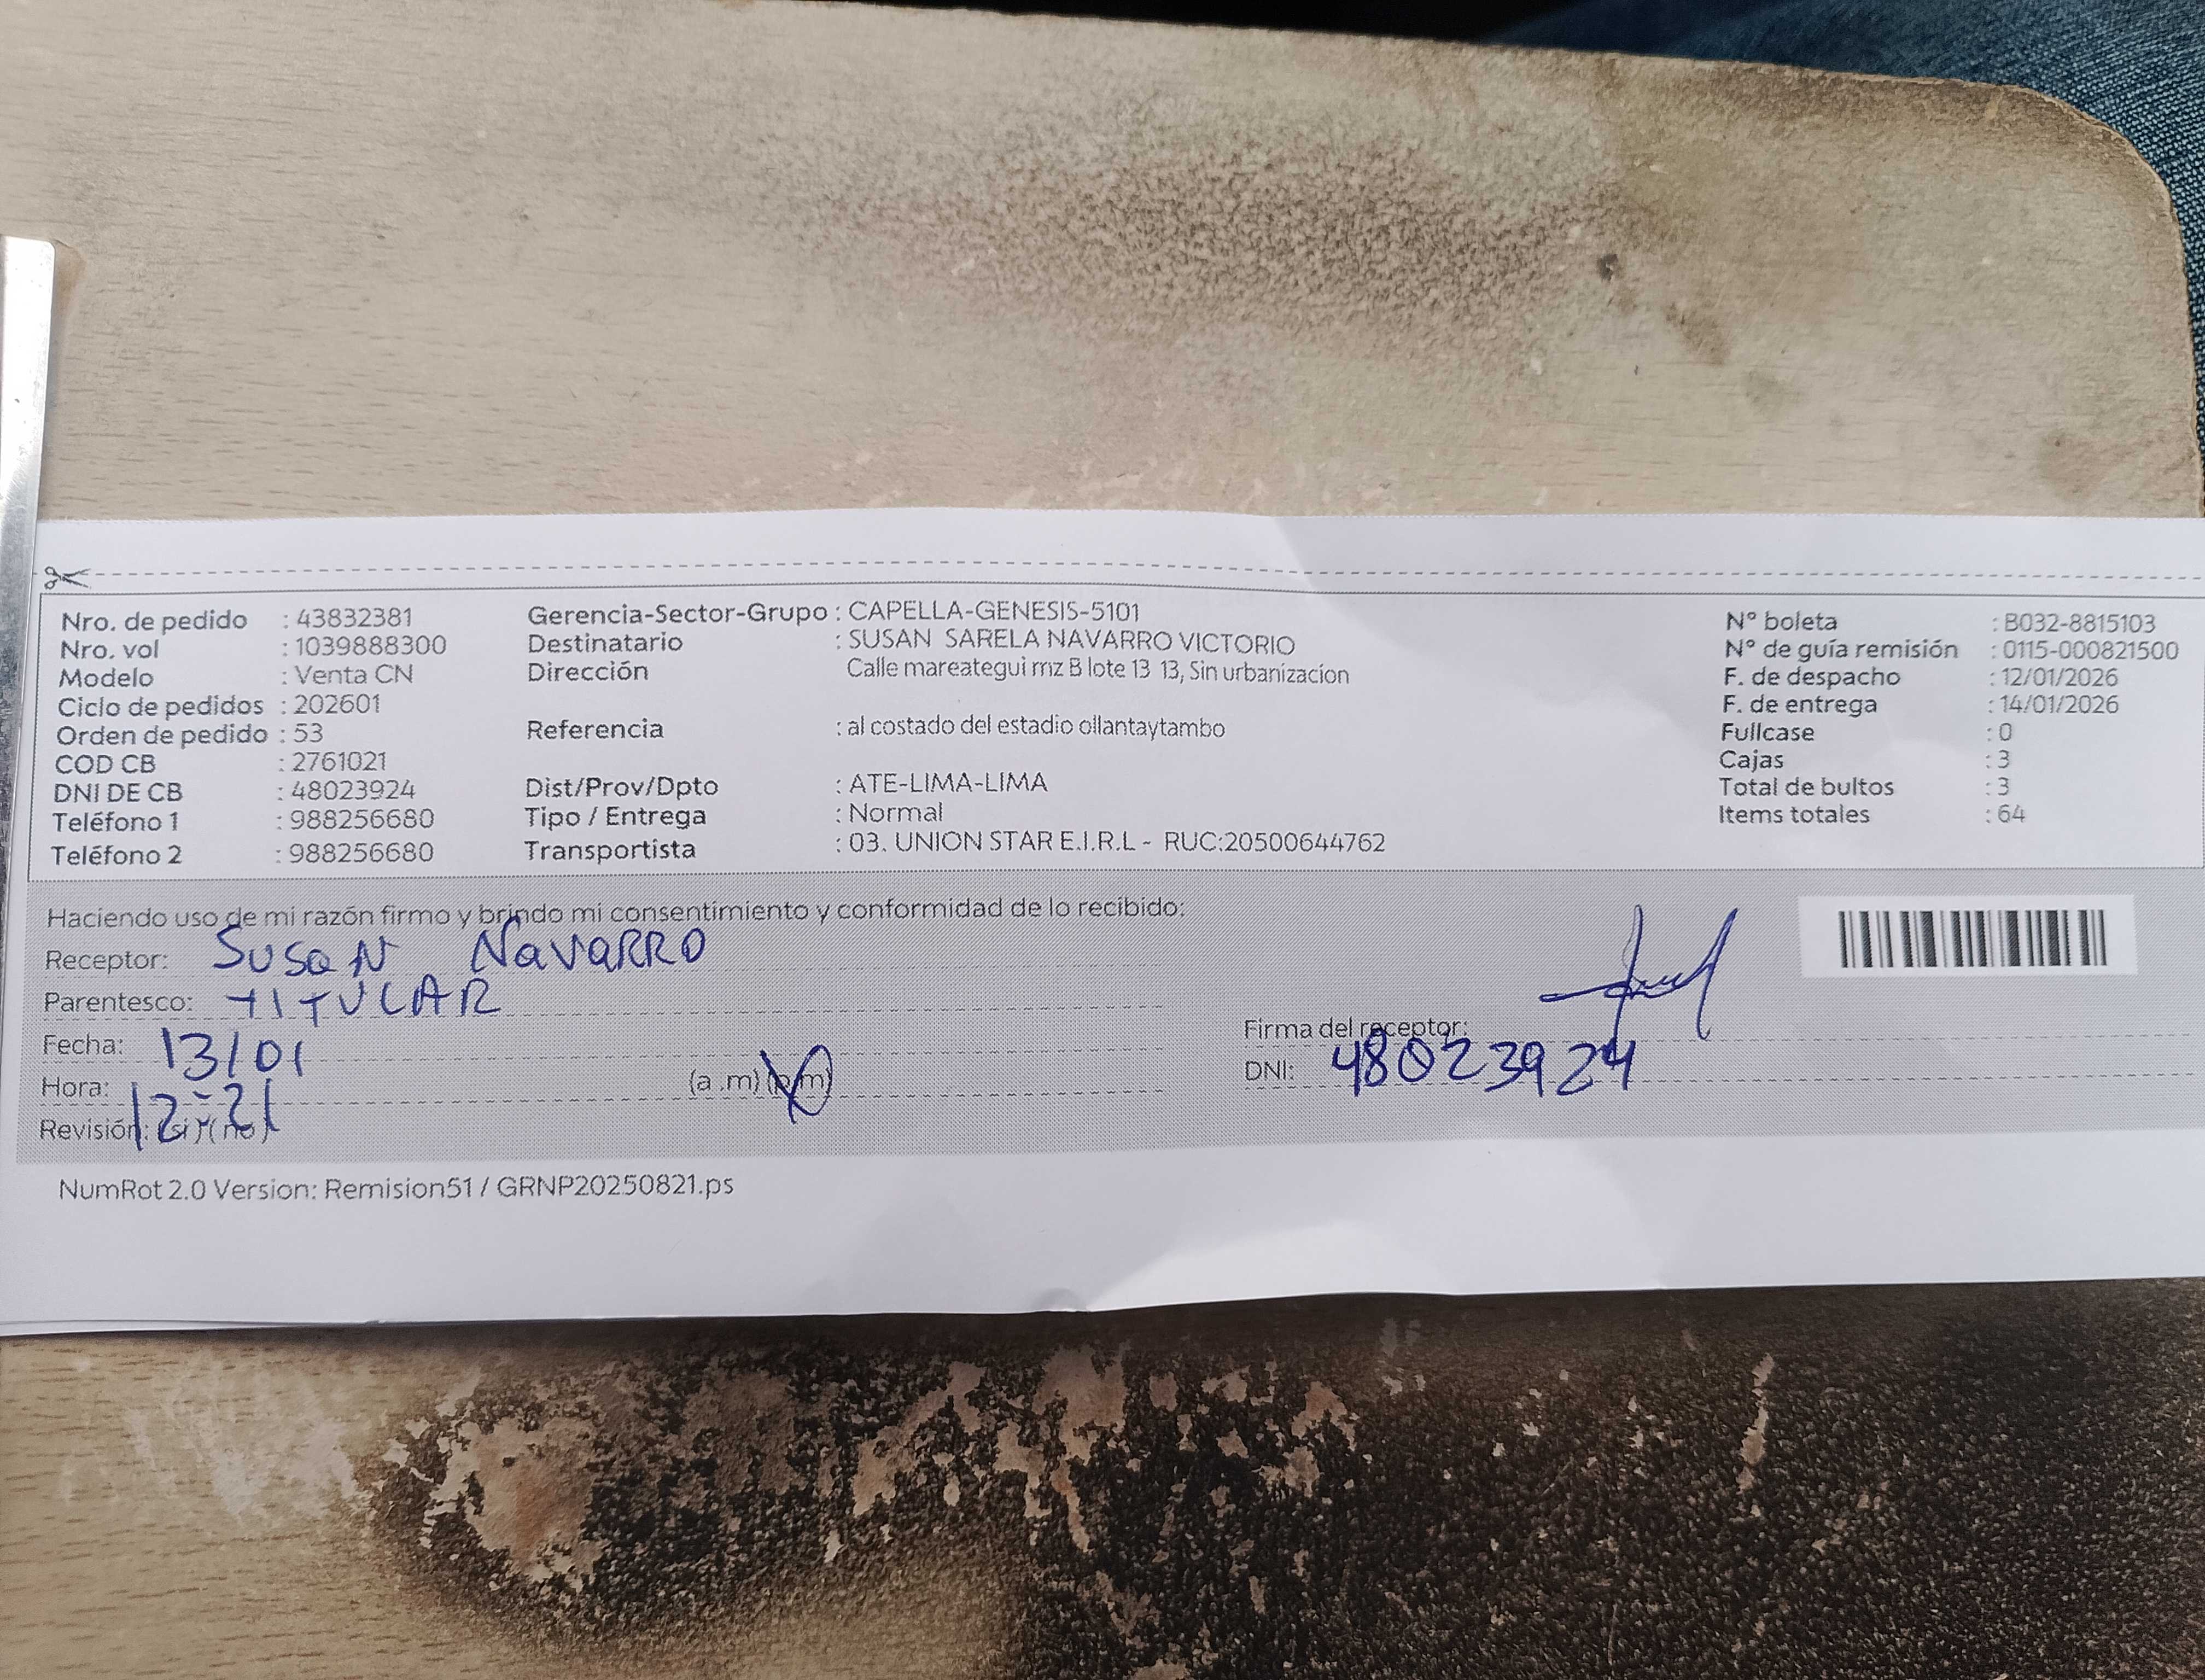 Nro. de pedido : 43832381
Nro. vol : 1039888300
Modelo : Venta CN
Ciclo de pedidos : 202601
Orden de pedido : 53
COD CB : 2761021
DNI DE CB : 48023924
Teléfono 1 : 988256680
Teléfono 2 : 988256680
Gerencia-Sector-Grupo : CAPELLA-GENESIS-5101
Destinatario : SUSAN SARELA NAVARRO VICTORIO
Dirección Calle mareategui mz B lote 13 13, Sin urbanizacion
Referencia : al costado del estadio ollantaytambo
Dist/Prov/Dpto : ATE-LIMA-LIMA
Tipo / Entrega : Normal
Transportista : 03. UNION STAR E.I.R.L - RUC:20500644762
N° boleta : B032-8815103
N° de guía remisión : 0115-000821500
F. de despacho : 12/01/2026
F. de entrega : 14/01/2026
Fullcase : 0
Cajas : 3
Total de bultos : 3
Items totales : 64
Haciendo uso de mi razón firmo y brindo mi consentimiento y conformidad de lo recibido:
Receptor: SUSAN NAVARRO
Parentesco: TITULAR
Fecha: 13/01
Hora: 12:21 (a.m) (p.m)
Revisión: (si) (no)
Firma del receptor:
DNI: 48023924
NumRot 2.0 Version: Remision51 / GRNP20250821.ps